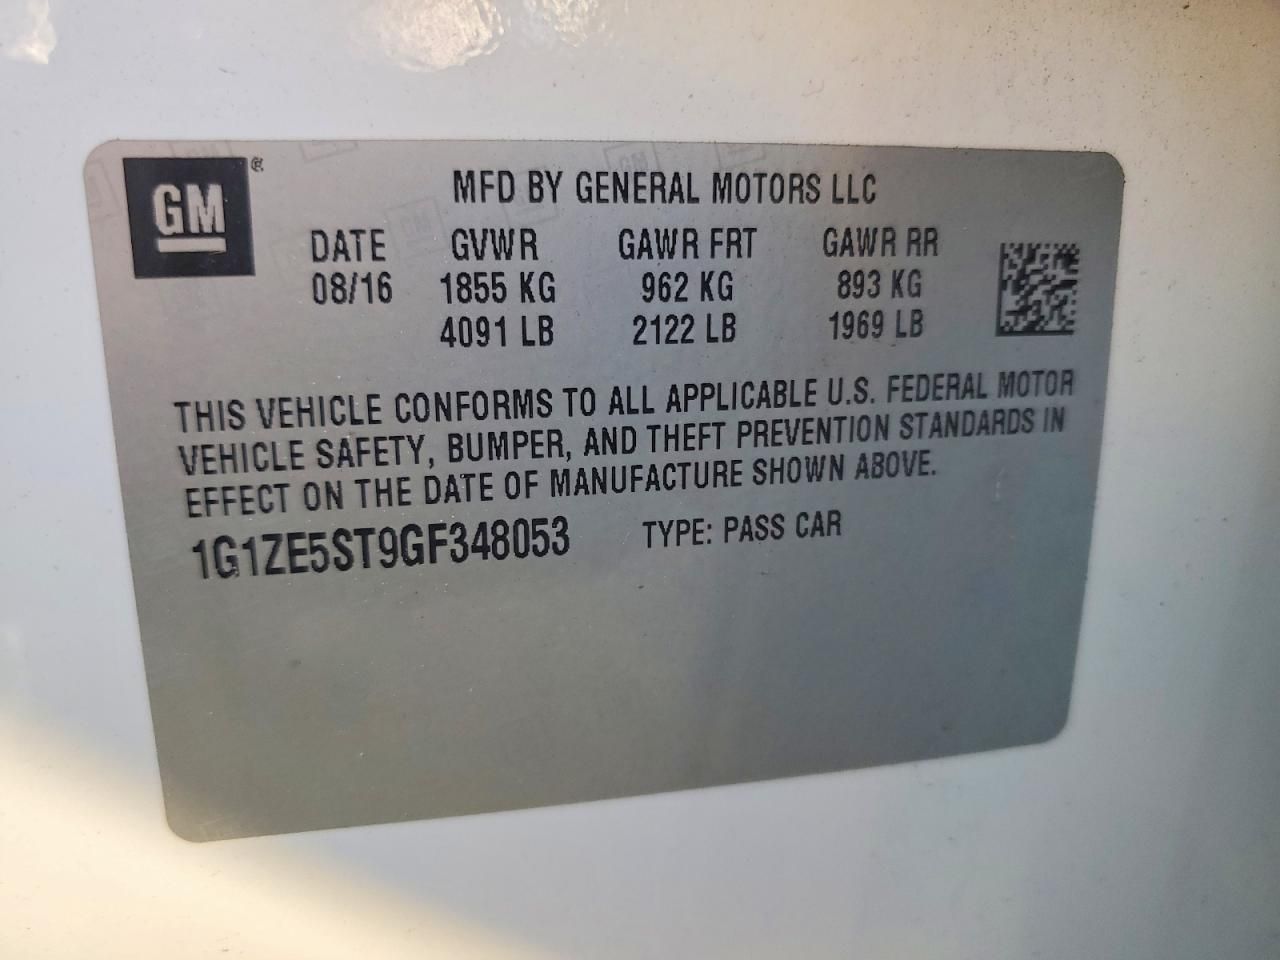 GM®
MFD BY GENERAL MOTORS LLC
DATE GVWR GAWR FRT GAWR RR
08/16 1855 KG 962 KG 893 KG
4091 LB 2122 LB 1969 LB
THIS VEHICLE CONFORMS TO ALL APPLICABLE U.S. FEDERAL MOTOR
VEHICLE SAFETY, BUMPER, AND THEFT PREVENTION STANDARDS IN
EFFECT ON THE DATE OF MANUFACTURE SHOWN ABOVE.
1G1ZE5ST9GF348053 TYPE: PASS CAR